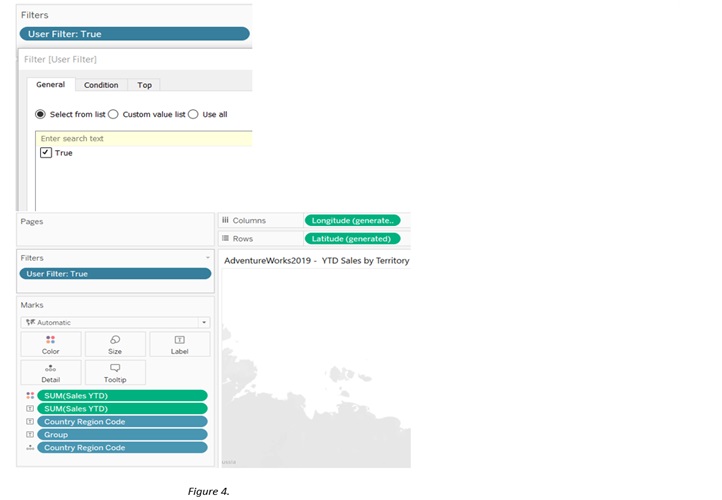 Filters
User Filter: True
Filter [User Filter]
General Condition Top
Select from list Custom value list Use all
Enter search text
True
Pages
Columns Longitude (generate..
Rows Latitude (generated)
Filters
User Filter: True
AdventureWorks2019 - YTD Sales by Territory
Marks
Automatic
Color Size Label
Detail Tooltip
SUM(Sales YTD)
SUM(Sales YTD)
Country Region Code
Group
Country Region Code
Figure 4.